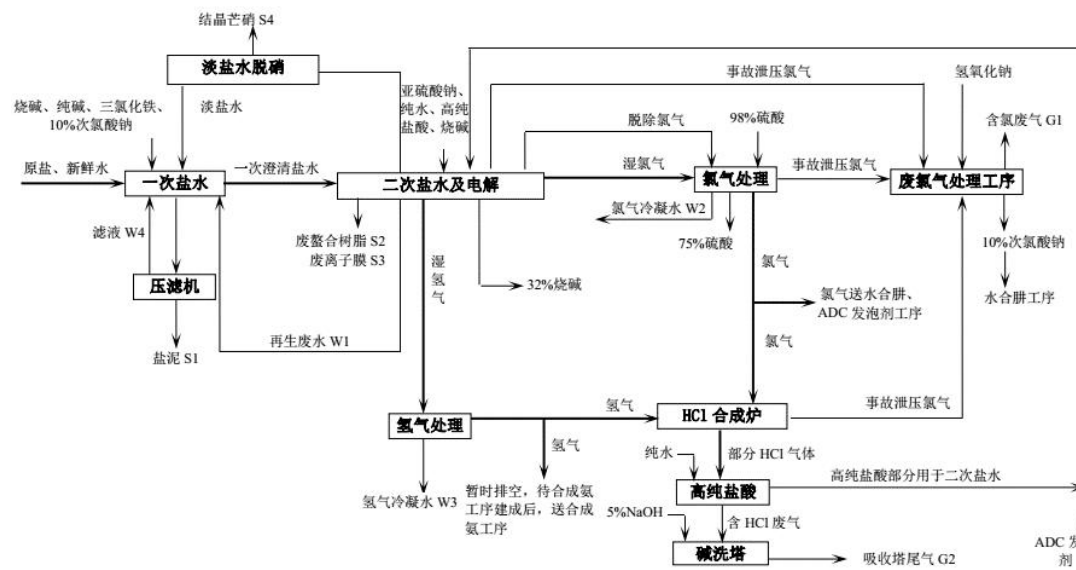 结晶芒硝 S4
淡盐水脱硝
事故泄压氯气
氢氧化钠
烧碱、纯碱、三氯化铁、
10%次氯酸钠
淡盐水
亚硫酸钠、
纯水、高纯
盐酸、烧碱
脱除氯气
98%硫酸
含氯废气 G1
原盐、新鲜水
一次盐水
一次澄清盐水
二次盐水及电解
湿氯气
氯气处理
事故泄压氯气
废氯气处理工序
滤液 W4
废螯合树脂 S2
废离子膜 S3
氯气冷凝水 W2
75%硫酸
10%次氯酸钠
压滤机
湿
氢
气
32%烧碱
氯气
氯气送水合肼、
ADC 发泡剂工序
水合肼工序
盐泥 S1
再生废水 W1
氯气
氢气处理
氢气
HCl 合成炉
事故泄压氯气
氢气
纯水
部分 HCl 气体
氢气冷凝水 W3
暂时排空，待合成氨
工序建成后，送合成
氨工序
高纯盐酸
高纯盐酸部分用于二次盐水
5%NaOH
含 HCl 废气
碱洗塔
吸收塔尾气 G2
ADC 发
剂